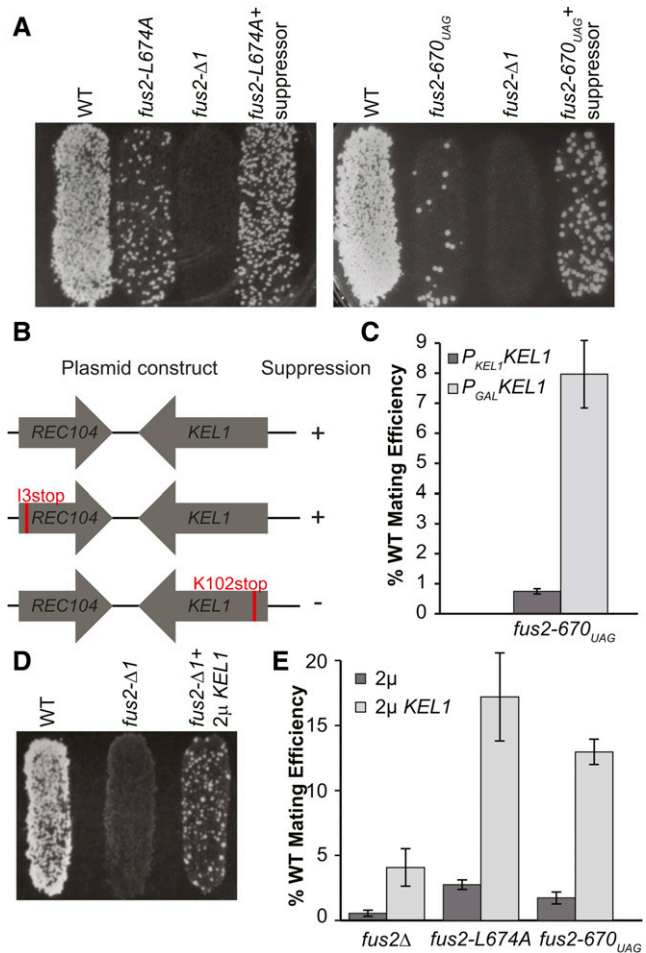 A
WT
fus2-L674A
fus2-Δ1
fus2-L674A+
suppressor
WT
fus2-670UAG
fus2-Δ1
fus2-670UAG+
suppressor
B
Plasmid construct
Suppression
REC104
KEL1
+
I3stop
REC104
KEL1
+
K102stop
REC104
KEL1
-
C
% WT Mating Efficiency
9
8
7
6
5
4
3
2
1
0
PKEL1KEL1
PGALKEL1
fus2-670UAG
D
WT
fus2-Δ1
fus2-Δ1+
2μ KEL1
E
% WT Mating Efficiency
20
15
10
5
0
2μ
2μ KEL1
fus2Δ
fus2-L674A
fus2-670UAG